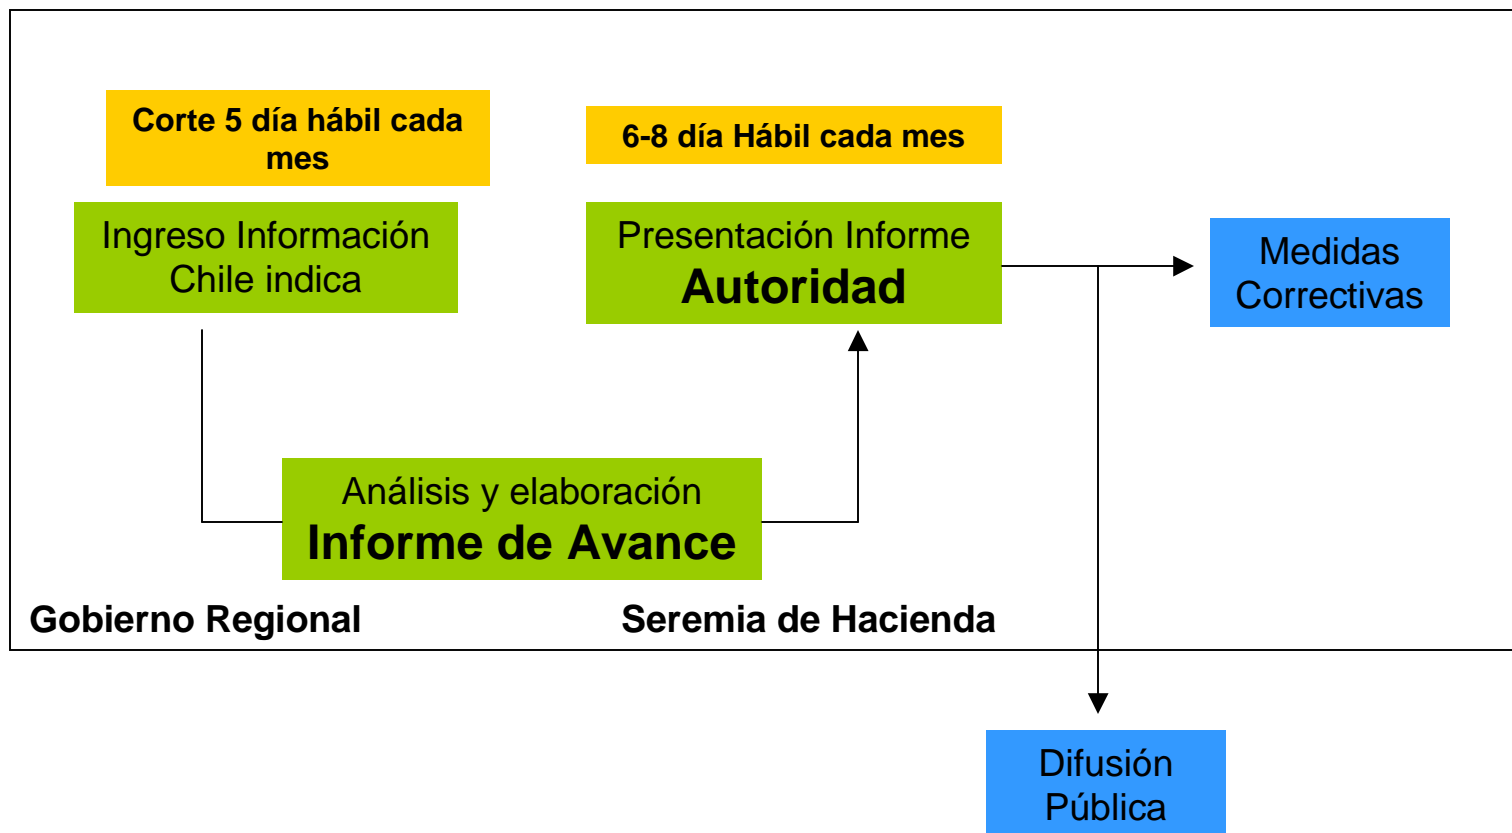 Corte 5 día hábil cada
mes
6-8 día Hábil cada mes
Ingreso Información
Chile indica
Presentación Informe
Autoridad
Medidas
Correctivas
Análisis y elaboración
Informe de Avance
Gobierno Regional
Seremia de Hacienda
Difusión
Pública